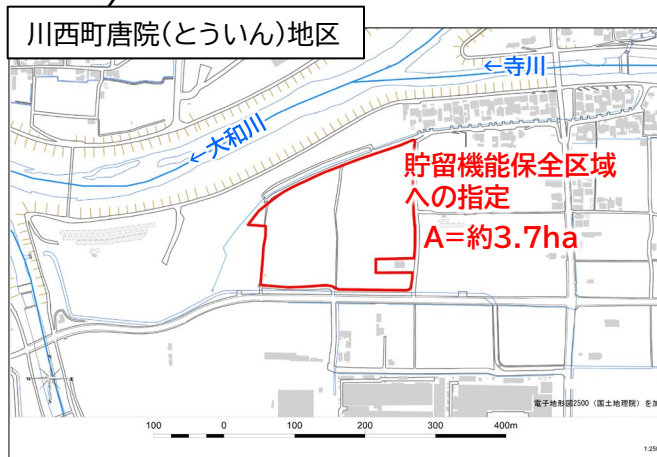 川西町唐院(とういん)地区
←寺川
←大和川
貯留機能保全区域
への指定
A=約3.7ha
電子地形図2500（国土地理院）を加
100 0 100 200 300 400m